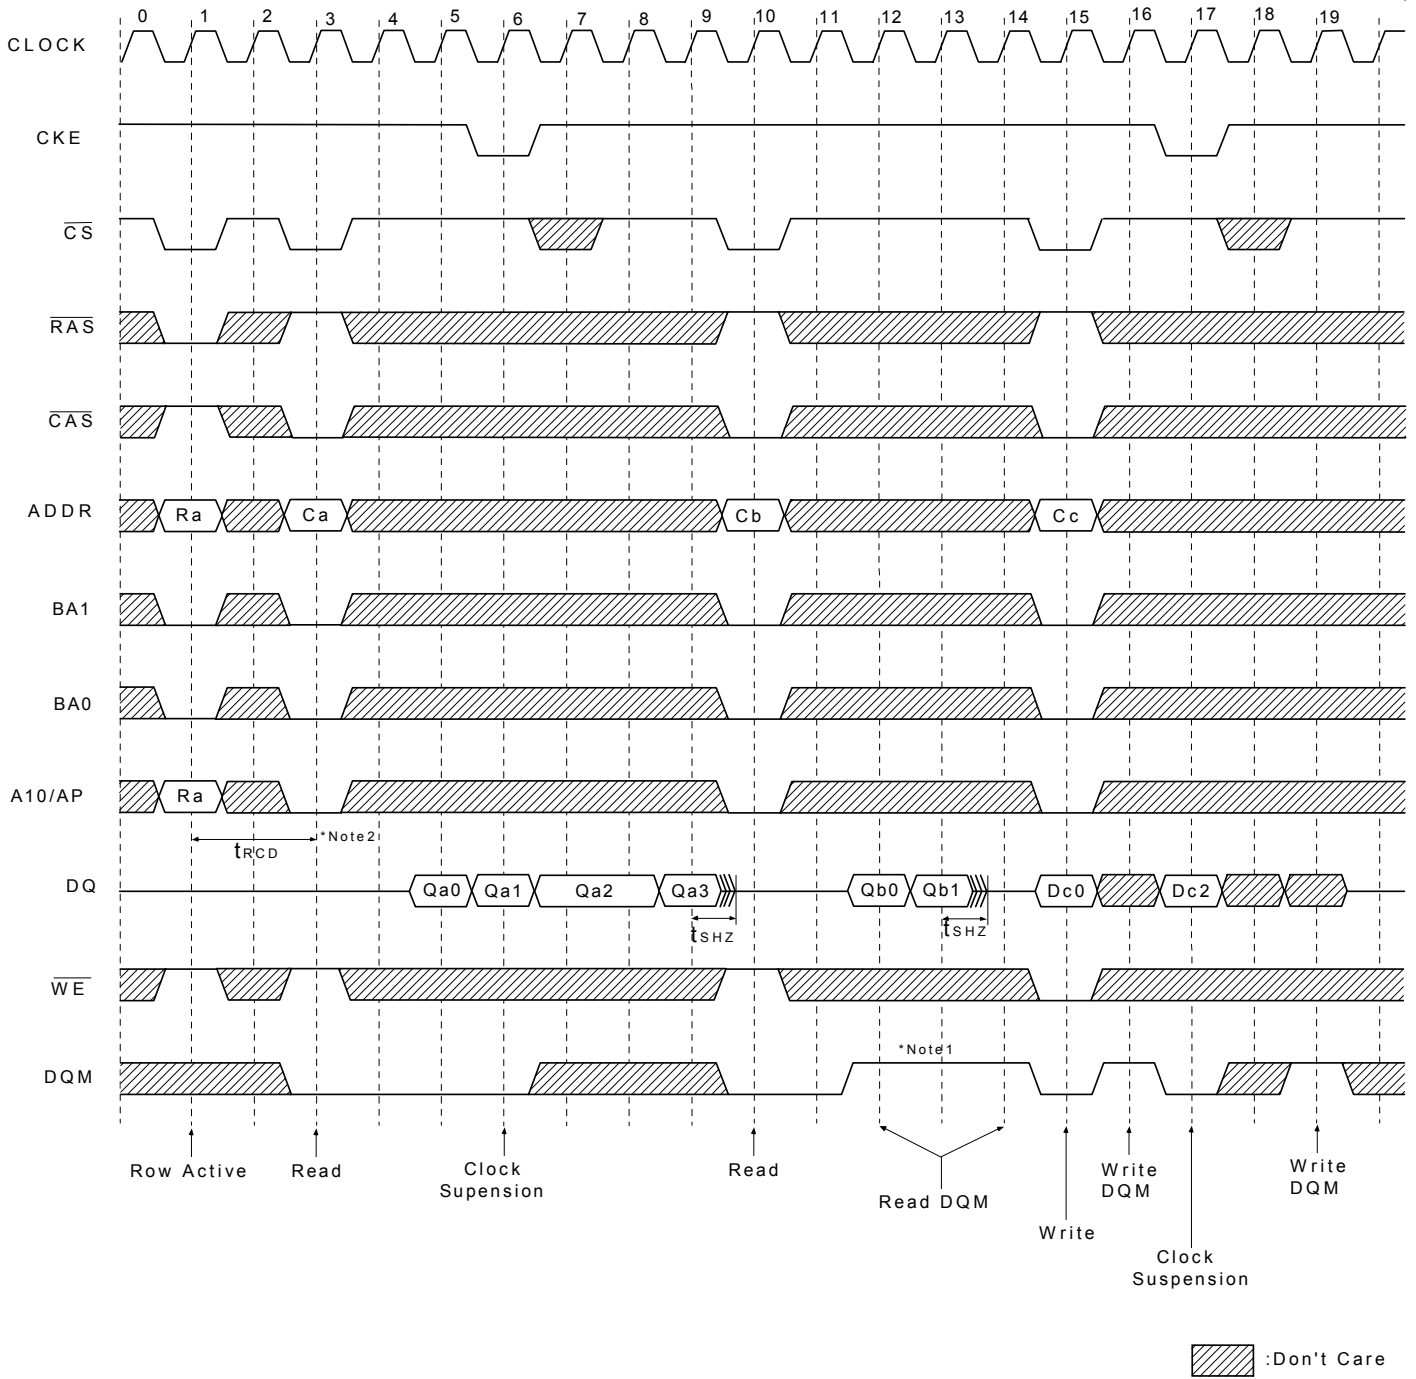 0 1 2 3 4 5 6 7 8 9 10 11 12 13 14 15 16 17 18 19
CLOCK
CKE
CS
RAS
CAS
ADDR Ra Ca Cb Cc
BA1
BA0
A10/AP Ra
tRCD *Note2
DQ Qa0 Qa1 Qa2 Qa3 Qb0 Qb1 Dc0 Dc2
tSHZ tSHZ
WE
*Note1
DQM
Row Active Read Clock Supension Read Read DQM Write Write DQM Clock Suspension Write DQM
:Don't Care